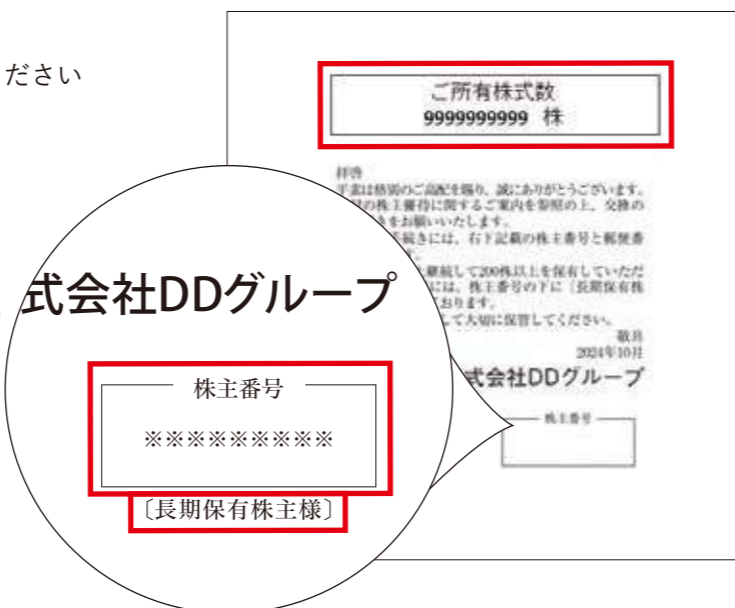 ださい
ご所有株式数
9999999999 株
拝啓
平素は格別のご高配を賜り、誠にありがとうございます。
の株主優待に関するご案内を参照の上、交換の
きをお願いいたします。
続きには、右下記載の株主番号と郵便番
す。
継続して200株以上を保有していただ
には、株主番号の下に〔長期保有株
おります。
して大切に保管してください。
敬具
2024年10月
式会社DDグループ
株主番号
式会社DDグループ
株主番号
※※※※※※※※※
〔長期保有株主様〕